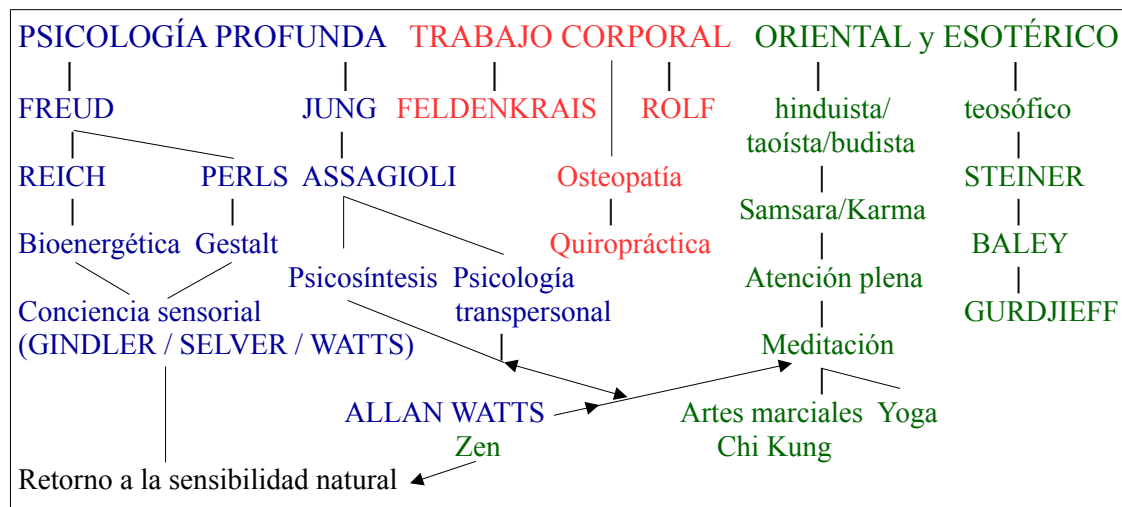 PSICOLOGÍA PROFUNDA TRABAJO CORPORAL ORIENTAL y ESOTÉRICO
FREUD JUNG FELDENKRAIS ROLF hinduista/ teosófico
taoísta/budista
REICH PERLS ASSAGIOLI Osteopatía STEINER
Samsara/Karma
Bioenergética Gestalt Quiropráctica BALEY
Psicosíntesis Psicología Atención plena
Conciencia sensorial transpersonal GURDJIEFF
(GINDLER / SELVER / WATTS) Meditación
ALLAN WATTS Artes marciales Yoga
Zen Chi Kung
Retorno a la sensibilidad natural